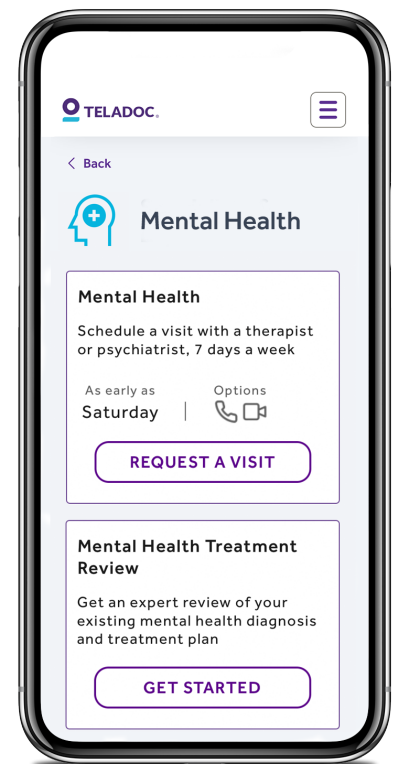 TELADOC®
Back
Mental Health
Mental Health
Schedule a visit with a therapist
or psychiatrist, 7 days a week
As early as
Options
Saturday
REQUEST A VISIT
Mental Health Treatment
Review
Get an expert review of your
existing mental health diagnosis
and treatment plan
GET STARTED